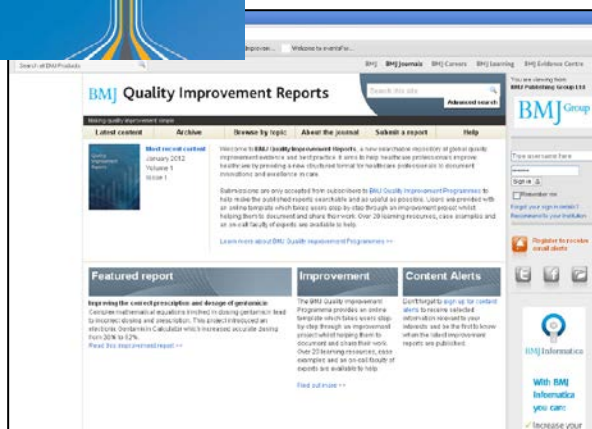 Welcome to eventsFor...
Search all BMJ Products
BMJ BMJ Journals BMJ Careers BMJ Learning BMJ Evidence Centre
BMJ Quality Improvement Reports
Search this site
Advanced search
You are viewing from:
BMJ Publishing Group Ltd
BMJ Group
Making quality improvement simple
Latest content Archive Browse by topic About the journal Submit a report Help
Quality Improvement Reports
Most recent content
January 2012
Volume 1
Issue 1
Welcome to BMJ Quality Improvement Reports, a new searchable repository of global quality
improvement evidence and best practice. It aims to help healthcare professionals improve
healthcare by providing a new structured format for healthcare professionals to document
innovations and excellence in care.
Submissions are only accepted from subscribers to BMJ Quality Improvement Programmes to
help make the published reports searchable and as useful as possible. Users are provided with
an online template which takes users step-by-step through an improvement project whilst
helping them to document and share their work. Over 20 learning resources, case examples and
an on-call faculty of experts are available to help.
Learn more about BMJ Quality Improvement Programmes >>
Type username here
Sign in
Remember me
Forgot your sign in details?
Recommend to your institution
Register to receive
email alerts
Featured report
Improving the correct prescription and dosage of gentamicin
Complex mathematical equations involved in dosing gentamicin lead
to incorrect dosing and prescription. This project introduced an
electronic Gentamicin Calculator which increased accurate dosing
from 30% to 82%.
Read this improvement report >>
Improvement
The BMJ Quality Improvement
Programme provides an online
template which takes users step-
by-step through an improvement
project whilst helping them to
document and share their work.
Over 20 learning resources, case
examples and an on-call faculty of
experts are available to help.
Find out more >>
Content Alerts
Don't forget to sign up for content
alerts to receive selected
information relevant to your
interests and be the first to know
when the latest improvement
reports are published.
BMJ Informatica
With BMJ
Informatica
you can:
✓ Increase your